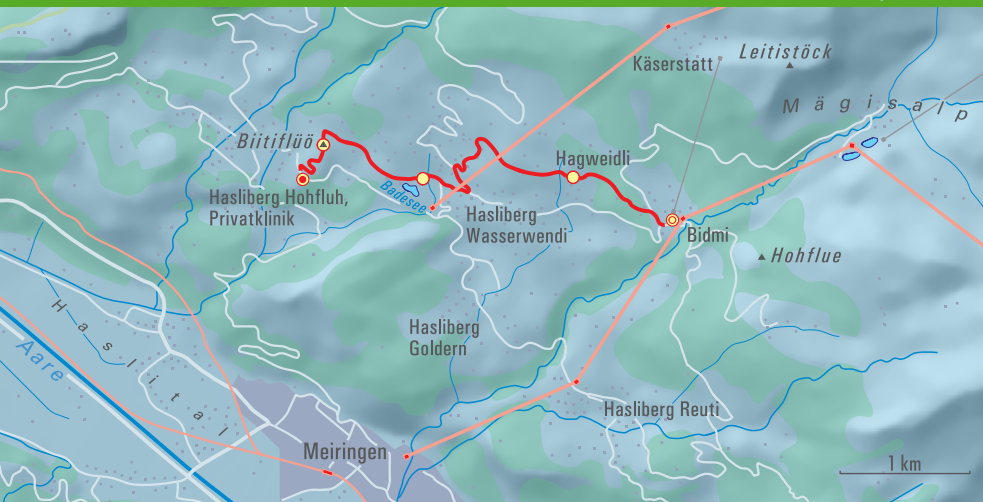 Leitistöck
Käserstatt
Mägisalp
Biitiflüö
Hagweidli
Hasliberg Hohfluh,
Privatklinik
Badesee
Hasliberg
Wasserwendi
Bidmi
Hohflue
Haslital
Hasliberg
Goldern
Aare
Hasliberg Reuti
Meiringen
1 km